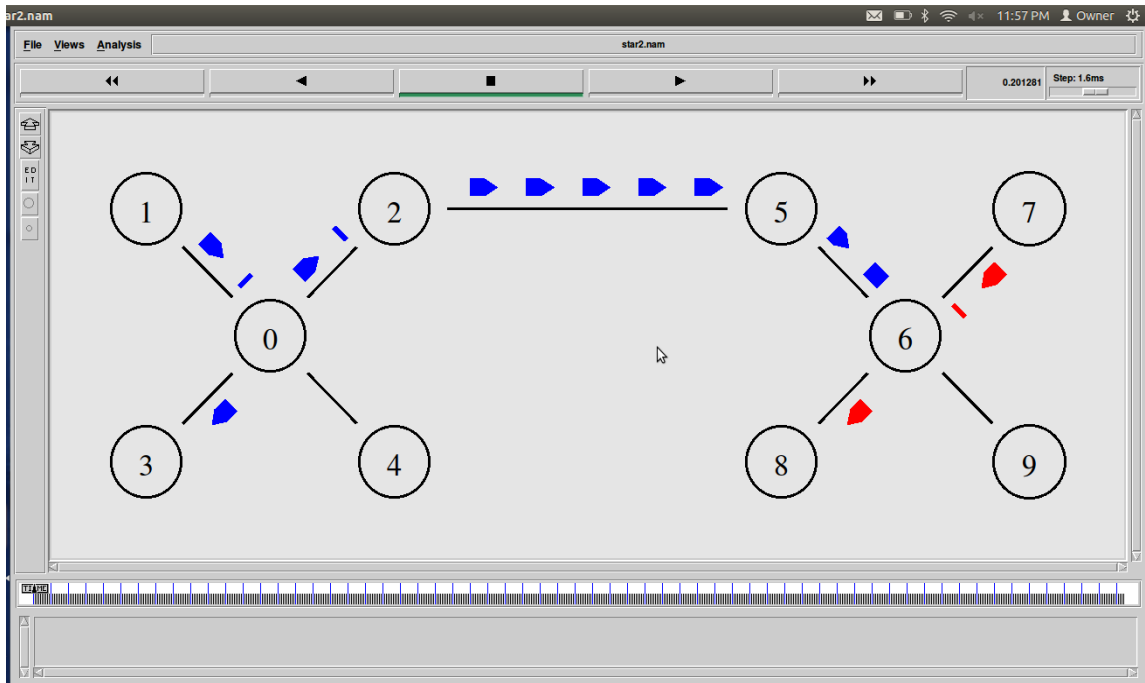 ar2.nam
11:57 PM Owner
File Views Analysis
star2.nam
0.201281
Step: 1.6ms
ED
IT
1 2 5 7
0 6
3 4 8 9
TIME